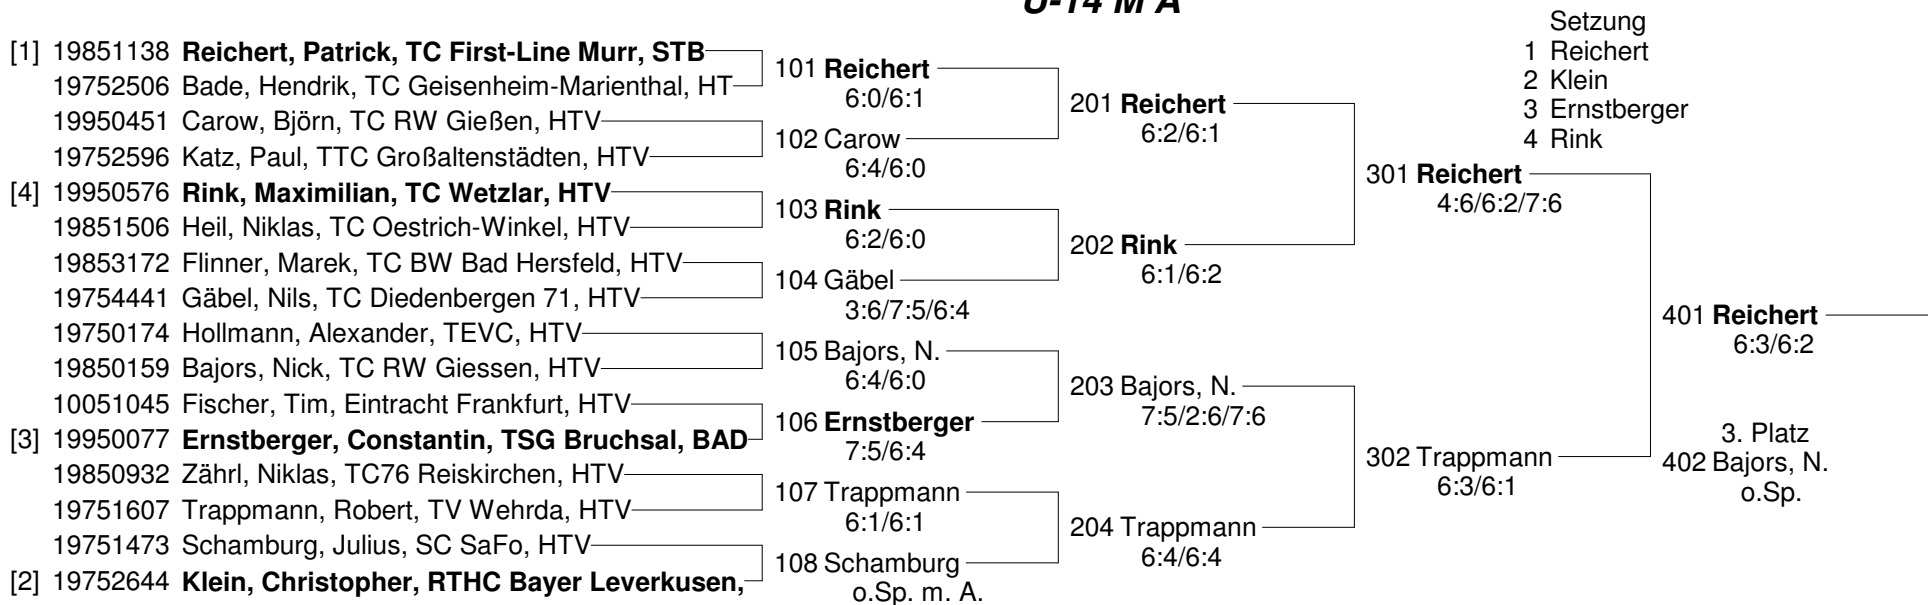 U-14 M A
Setzung
1 Reichert
2 Klein
3 Ernstberger
4 Rink
[1] 19851138 Reichert, Patrick, TC First-Line Murr, STB
19752506 Bade, Hendrik, TC Geisenheim-Marienthal, HT
19950451 Carow, Björn, TC RW Gießen, HTV
19752596 Katz, Paul, TTC Großaltenstädten, HTV
[4] 19950576 Rink, Maximilian, TC Wetzlar, HTV
19851506 Heil, Niklas, TC Oestrich-Winkel, HTV
19853172 Flinner, Marek, TC BW Bad Hersfeld, HTV
19754441 Gäbel, Nils, TC Diedenbergen 71, HTV
19750174 Hollmann, Alexander, TEVC, HTV
19850159 Bajors, Nick, TC RW Giessen, HTV
10051045 Fischer, Tim, Eintracht Frankfurt, HTV
[3] 19950077 Ernstberger, Constantin, TSG Bruchsal, BAD
19850932 Zährl, Niklas, TC76 Reiskirchen, HTV
19751607 Trappmann, Robert, TV Wehrda, HTV
19751473 Schamburg, Julius, SC SaFo, HTV
[2] 19752644 Klein, Christopher, RTHC Bayer Leverkusen,
101 Reichert
6:0/6:1
102 Carow
6:4/6:0
103 Rink
6:2/6:0
104 Gäbel
3:6/7:5/6:4
105 Bajors, N.
6:4/6:0
106 Ernstberger
7:5/6:4
107 Trappmann
6:1/6:1
108 Schamburg
o.Sp. m. A.
201 Reichert
6:2/6:1
202 Rink
6:1/6:2
203 Bajors, N.
7:5/2:6/7:6
204 Trappmann
6:4/6:4
301 Reichert
4:6/6:2/7:6
302 Trappmann
6:3/6:1
401 Reichert
6:3/6:2
3. Platz
402 Bajors, N.
o.Sp.